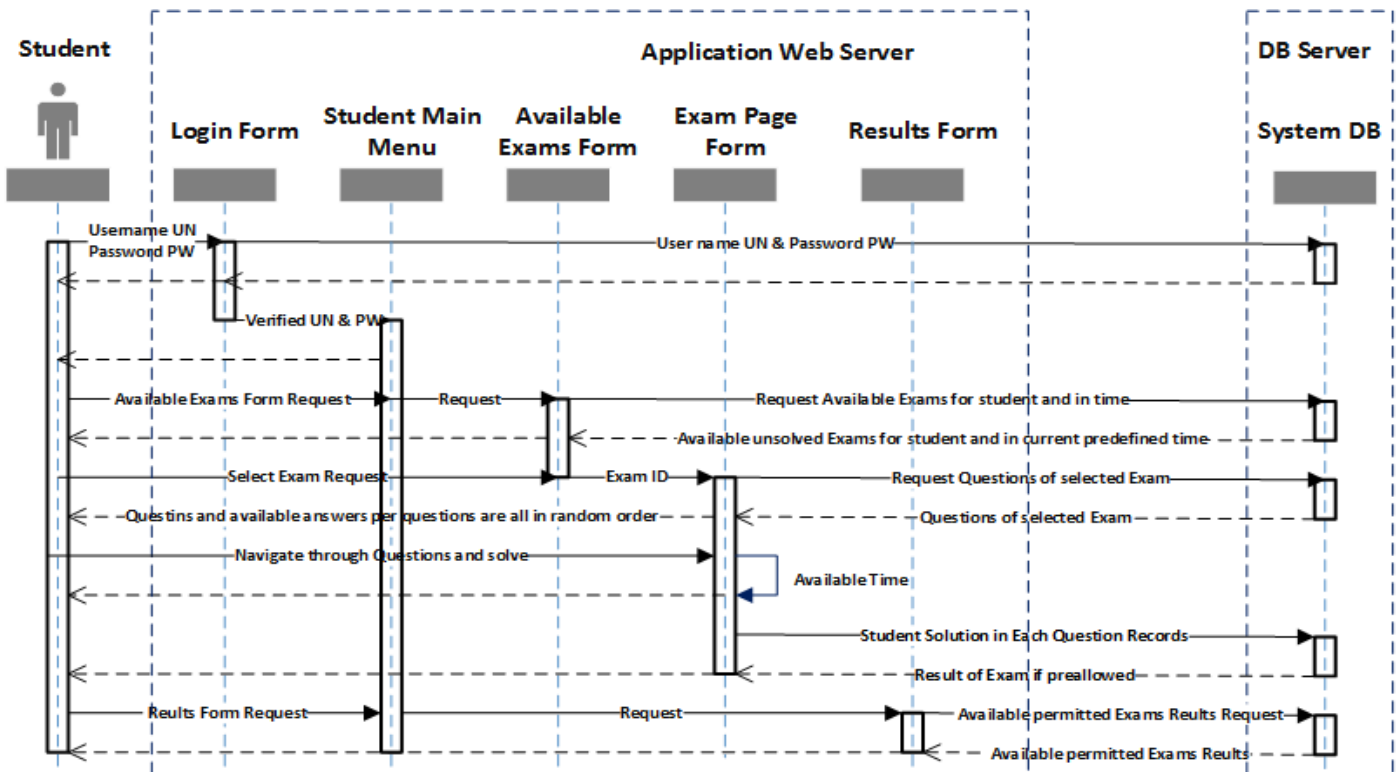 Student
Application Web Server
DB Server
Login Form
Student Main
Menu
Available
Exams Form
Exam Page
Form
Results Form
System DB
Username UN
Password PW
User name UN & Password PW
Verified UN & PW
Available Exams Form Request
Request
Request Available Exams for student and in time
Available unsolved Exams for student and in current predefined time
Select Exam Request
Exam ID
Request Questions of selected Exam
Questins and available answers per questions are all in random order
Questions of selected Exam
Navigate through Questions and solve
Available Time
Student Solution in Each Question Records
Result of Exam if preallowed
Reults Form Request
Request
Available permitted Exams Reults Request
Available permitted Exams Reults